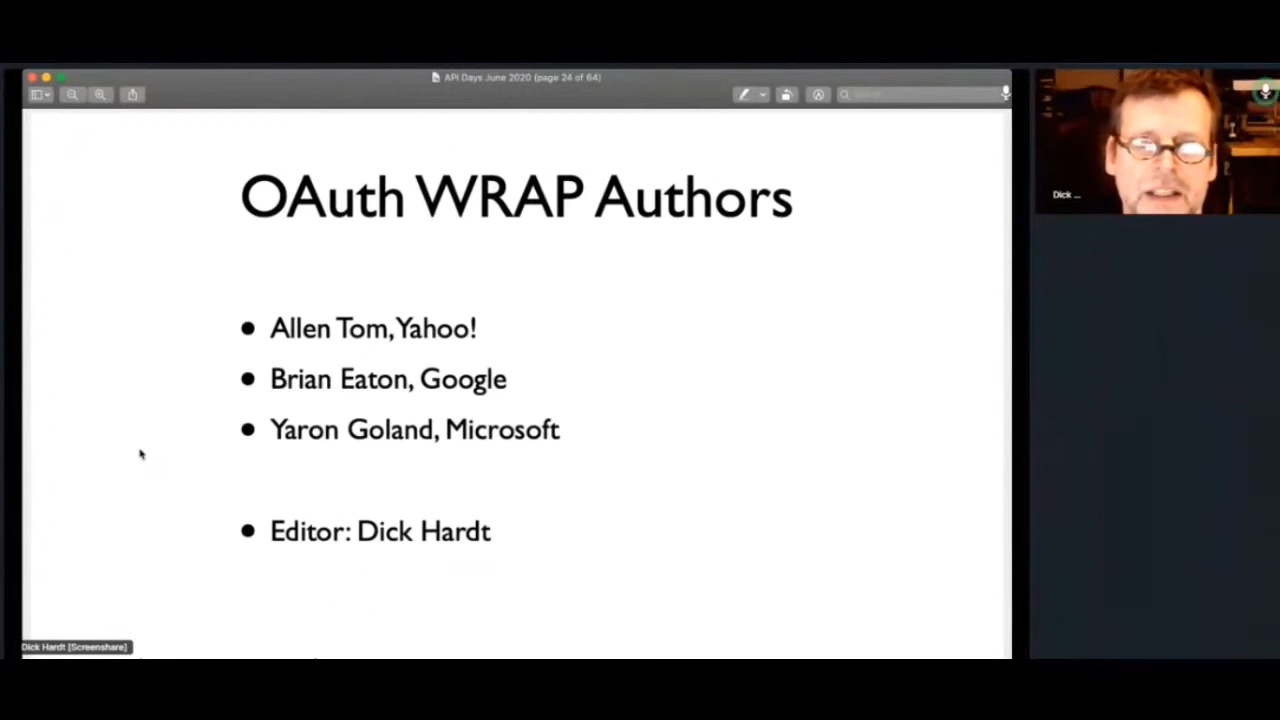 API Days June 2020 (page 24 of 64)
OAuth WRAP Authors
Allen Tom, Yahoo!
Brian Eaton, Google
Yaron Goland, Microsoft
Editor: Dick Hardt
Dick ...
Dick Hardt [Screenshare]